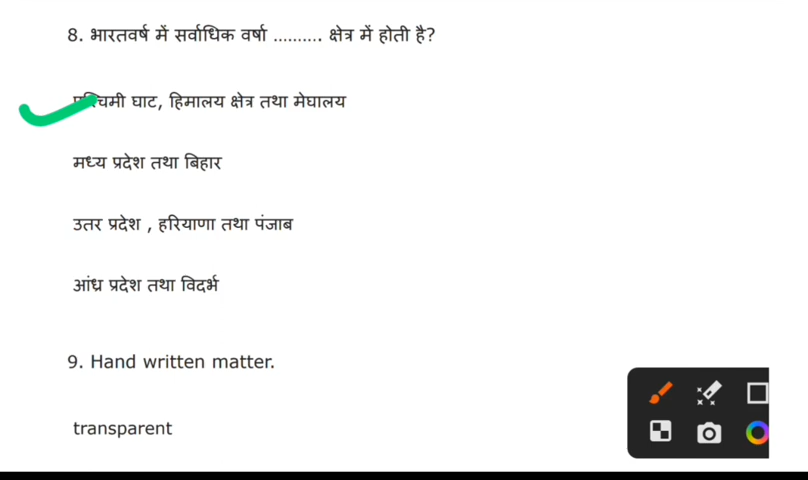 8. भारतवर्ष में सर्वाधिक वर्षा .......... क्षेत्र में होती है?
पश्चिमी घाट, हिमालय क्षेत्र तथा मेघालय
मध्य प्रदेश तथा बिहार
उतर प्रदेश , हरियाणा तथा पंजाब
आंध्र प्रदेश तथा विदर्भ
9. Hand written matter.
transparent